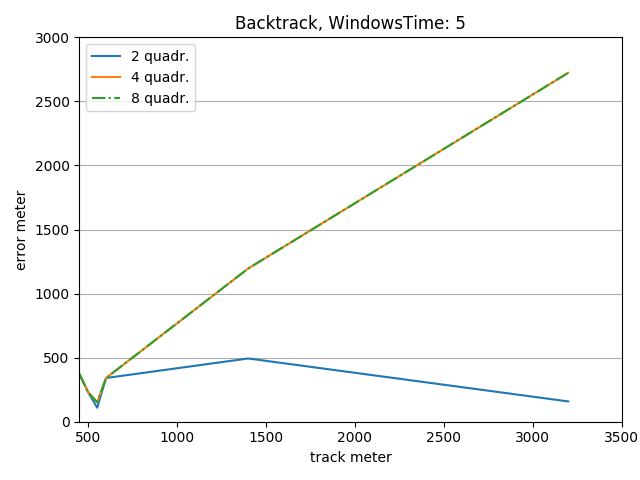 Backtrack, WindowsTime: 5
2 quadr.
4 quadr.
8 quadr.
error meter
3000
2500
2000
1500
1000
500
0
500 1000 1500 2000 2500 3000 3500
track meter